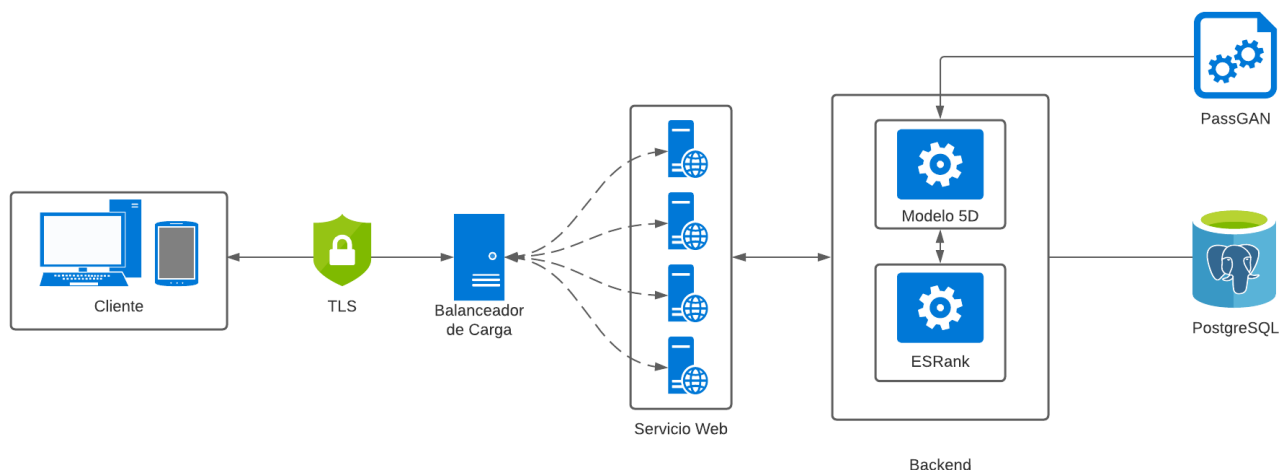 Cliente
TLS
Balanceador
de Carga
Servicio Web
Modelo 5D
ESRank
Backend
PassGAN
PostgreSQL